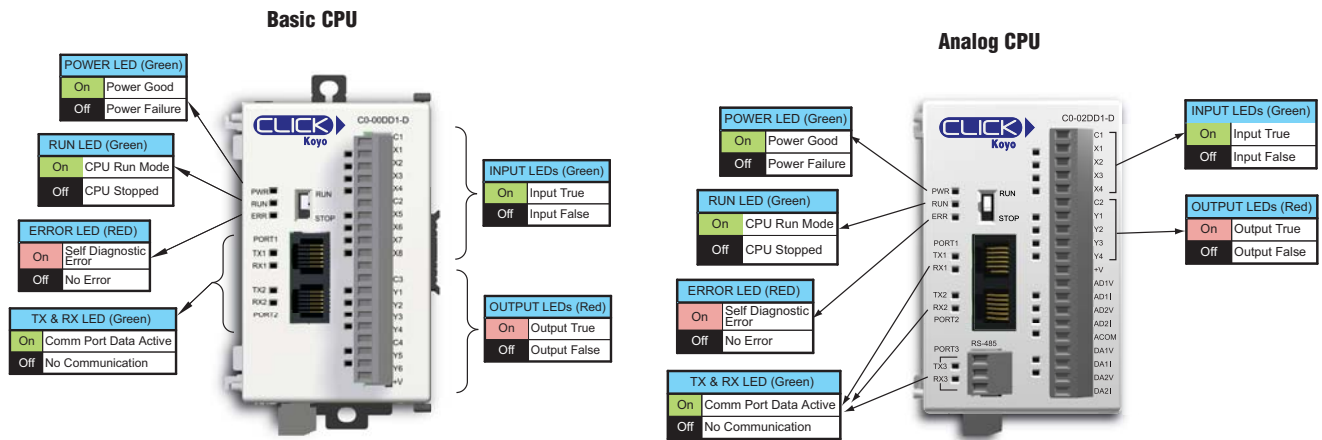 Basic CPU
POWER LED (Green)
On Power Good
Off Power Failure
RUN LED (Green)
On CPU Run Mode
Off CPU Stopped
ERROR LED (RED)
On Self Diagnostic
Error
Off No Error
TX & RX LED (Green)
On Comm Port Data Active
Off No Communication
CLICK
Koyo
C0-00DD1-D
PWR
RUN
ERR
RUN
STOP
PORT1
TX1
RX1
TX2
RX2
PORT2
C1
X1
X2
X3
X4
C2
X5
X6
X7
X8
C3
Y1
Y2
Y3
Y4
C4
Y5
Y6
+V
INPUT LEDs (Green)
On Input True
Off Input False
OUTPUT LEDs (Red)
On Output True
Off Output False
Analog CPU
POWER LED (Green)
On Power Good
Off Power Failure
RUN LED (Green)
On CPU Run Mode
Off CPU Stopped
ERROR LED (RED)
On Self Diagnostic
Error
Off No Error
TX & RX LED (Green)
On Comm Port Data Active
Off No Communication
CLICK
Koyo
C0-02DD1-D
PWR
RUN
ERR
RUN
STOP
PORT1
TX1
RX1
TX2
RX2
PORT2
PORT3
RS-485
TX3
RX3
C1
X1
X2
X3
X4
C2
Y1
Y2
Y3
Y4
+V
AD1V
AD1I
AD2V
AD2I
ACOM
DA1V
DA1I
DA2V
DA2I
INPUT LEDs (Green)
On Input True
Off Input False
OUTPUT LEDs (Red)
On Output True
Off Output False